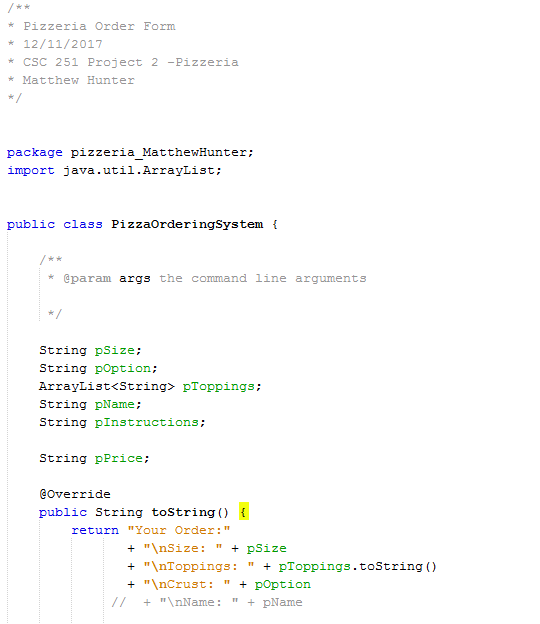 /**
* Pizzeria Order Form
* 12/11/2017
* CSC 251 Project 2 -Pizzeria
* Matthew Hunter
*/
package pizzeria_MatthewHunter;
import java.util.ArrayList;
public class PizzaOrderingSystem {
/**
* @param args the command line arguments
*/
String pSize;
String pOption;
ArrayList<String> pToppings;
String pName;
String pInstructions;
String pPrice;
@Override
public String toString() {
return "Your Order:"
+ "\nSize: " + pSize
+ "\nToppings: " + pToppings.toString()
+ "\nCrust: " + pOption
// + "\nName: " + pName